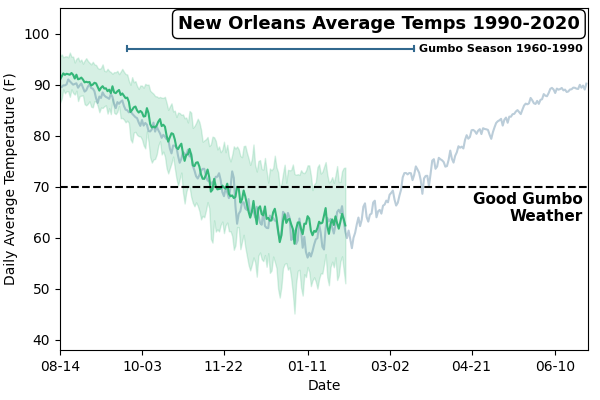 New Orleans Average Temps 1990-2020
Gumbo Season 1960-1990
Good Gumbo
Weather
Daily Average Temperature (F)
100
90
80
70
60
50
40
08-14 10-03 11-22 01-11 03-02 04-21 06-10
Date